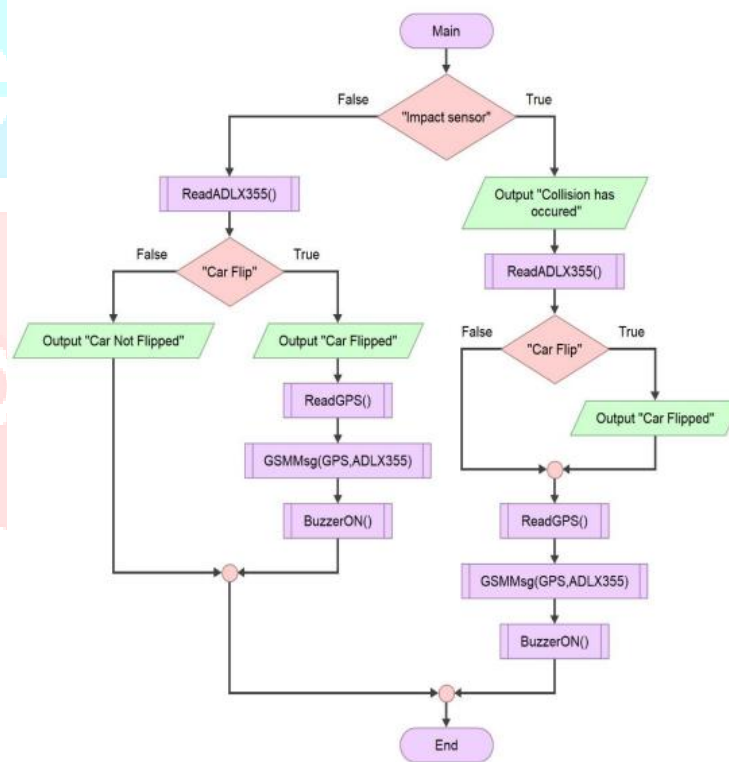 Main
"Impact sensor"
False
True
ReadADLX355()
Output "Collision has
occured"
"Car Flip"
False
True
ReadADLX355()
Output "Car Not Flipped"
Output "Car Flipped"
"Car Flip"
False
True
ReadGPS()
Output "Car Flipped"
GSMMsg(GPS,ADLX355)
BuzzerON()
ReadGPS()
GSMMsg(GPS,ADLX355)
BuzzerON()
End